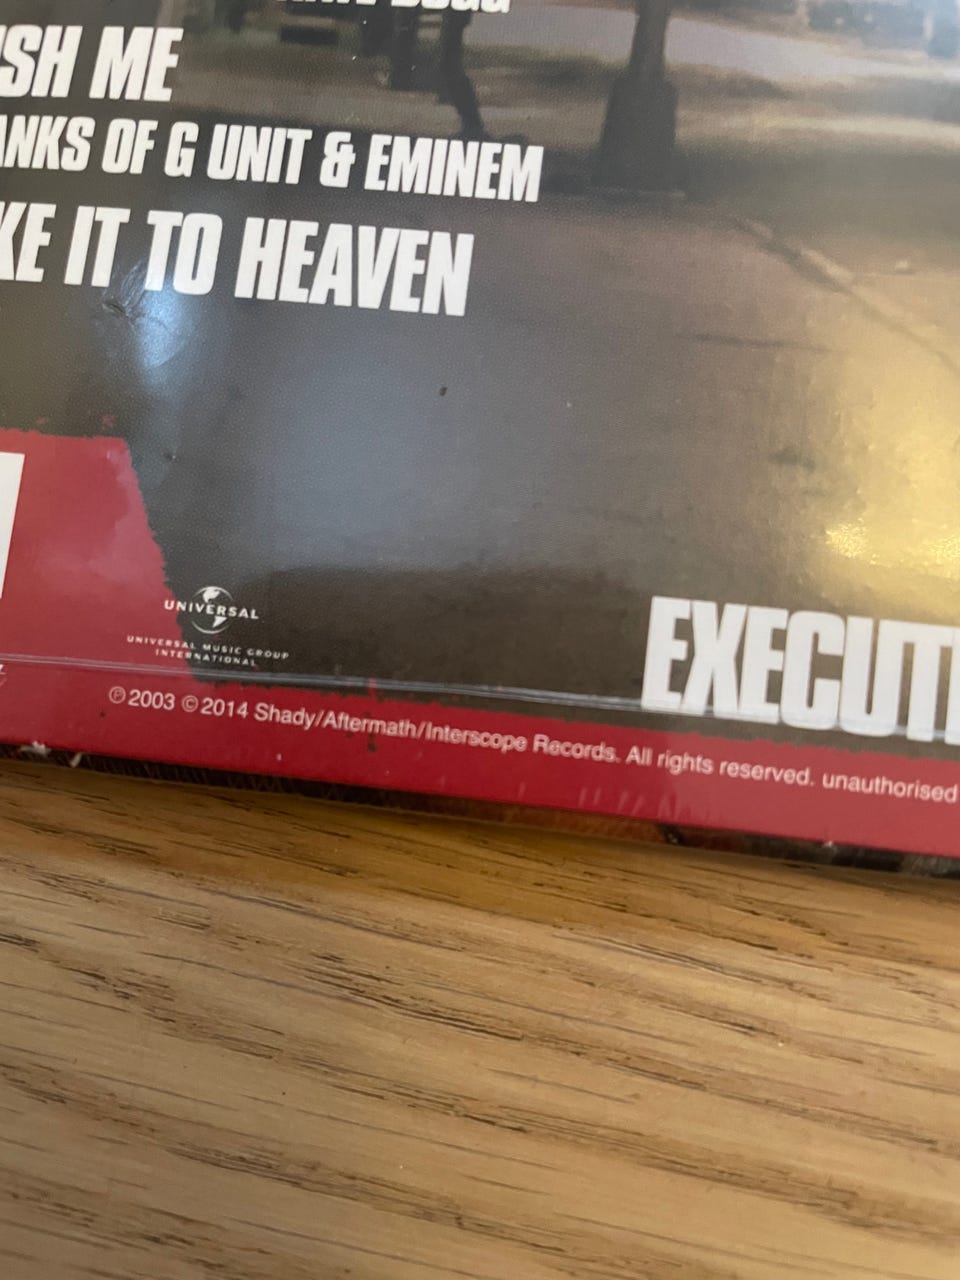 SH ME
ANKS OF G UNIT & EMINEM
KE IT TO HEAVEN
UNIVERSAL
UNIVERSAL MUSIC GROUP
INTERNATIONAL
EXECUTI
℗ 2003 © 2014 Shady/Aftermath/Interscope Records. All rights reserved. unauthorised